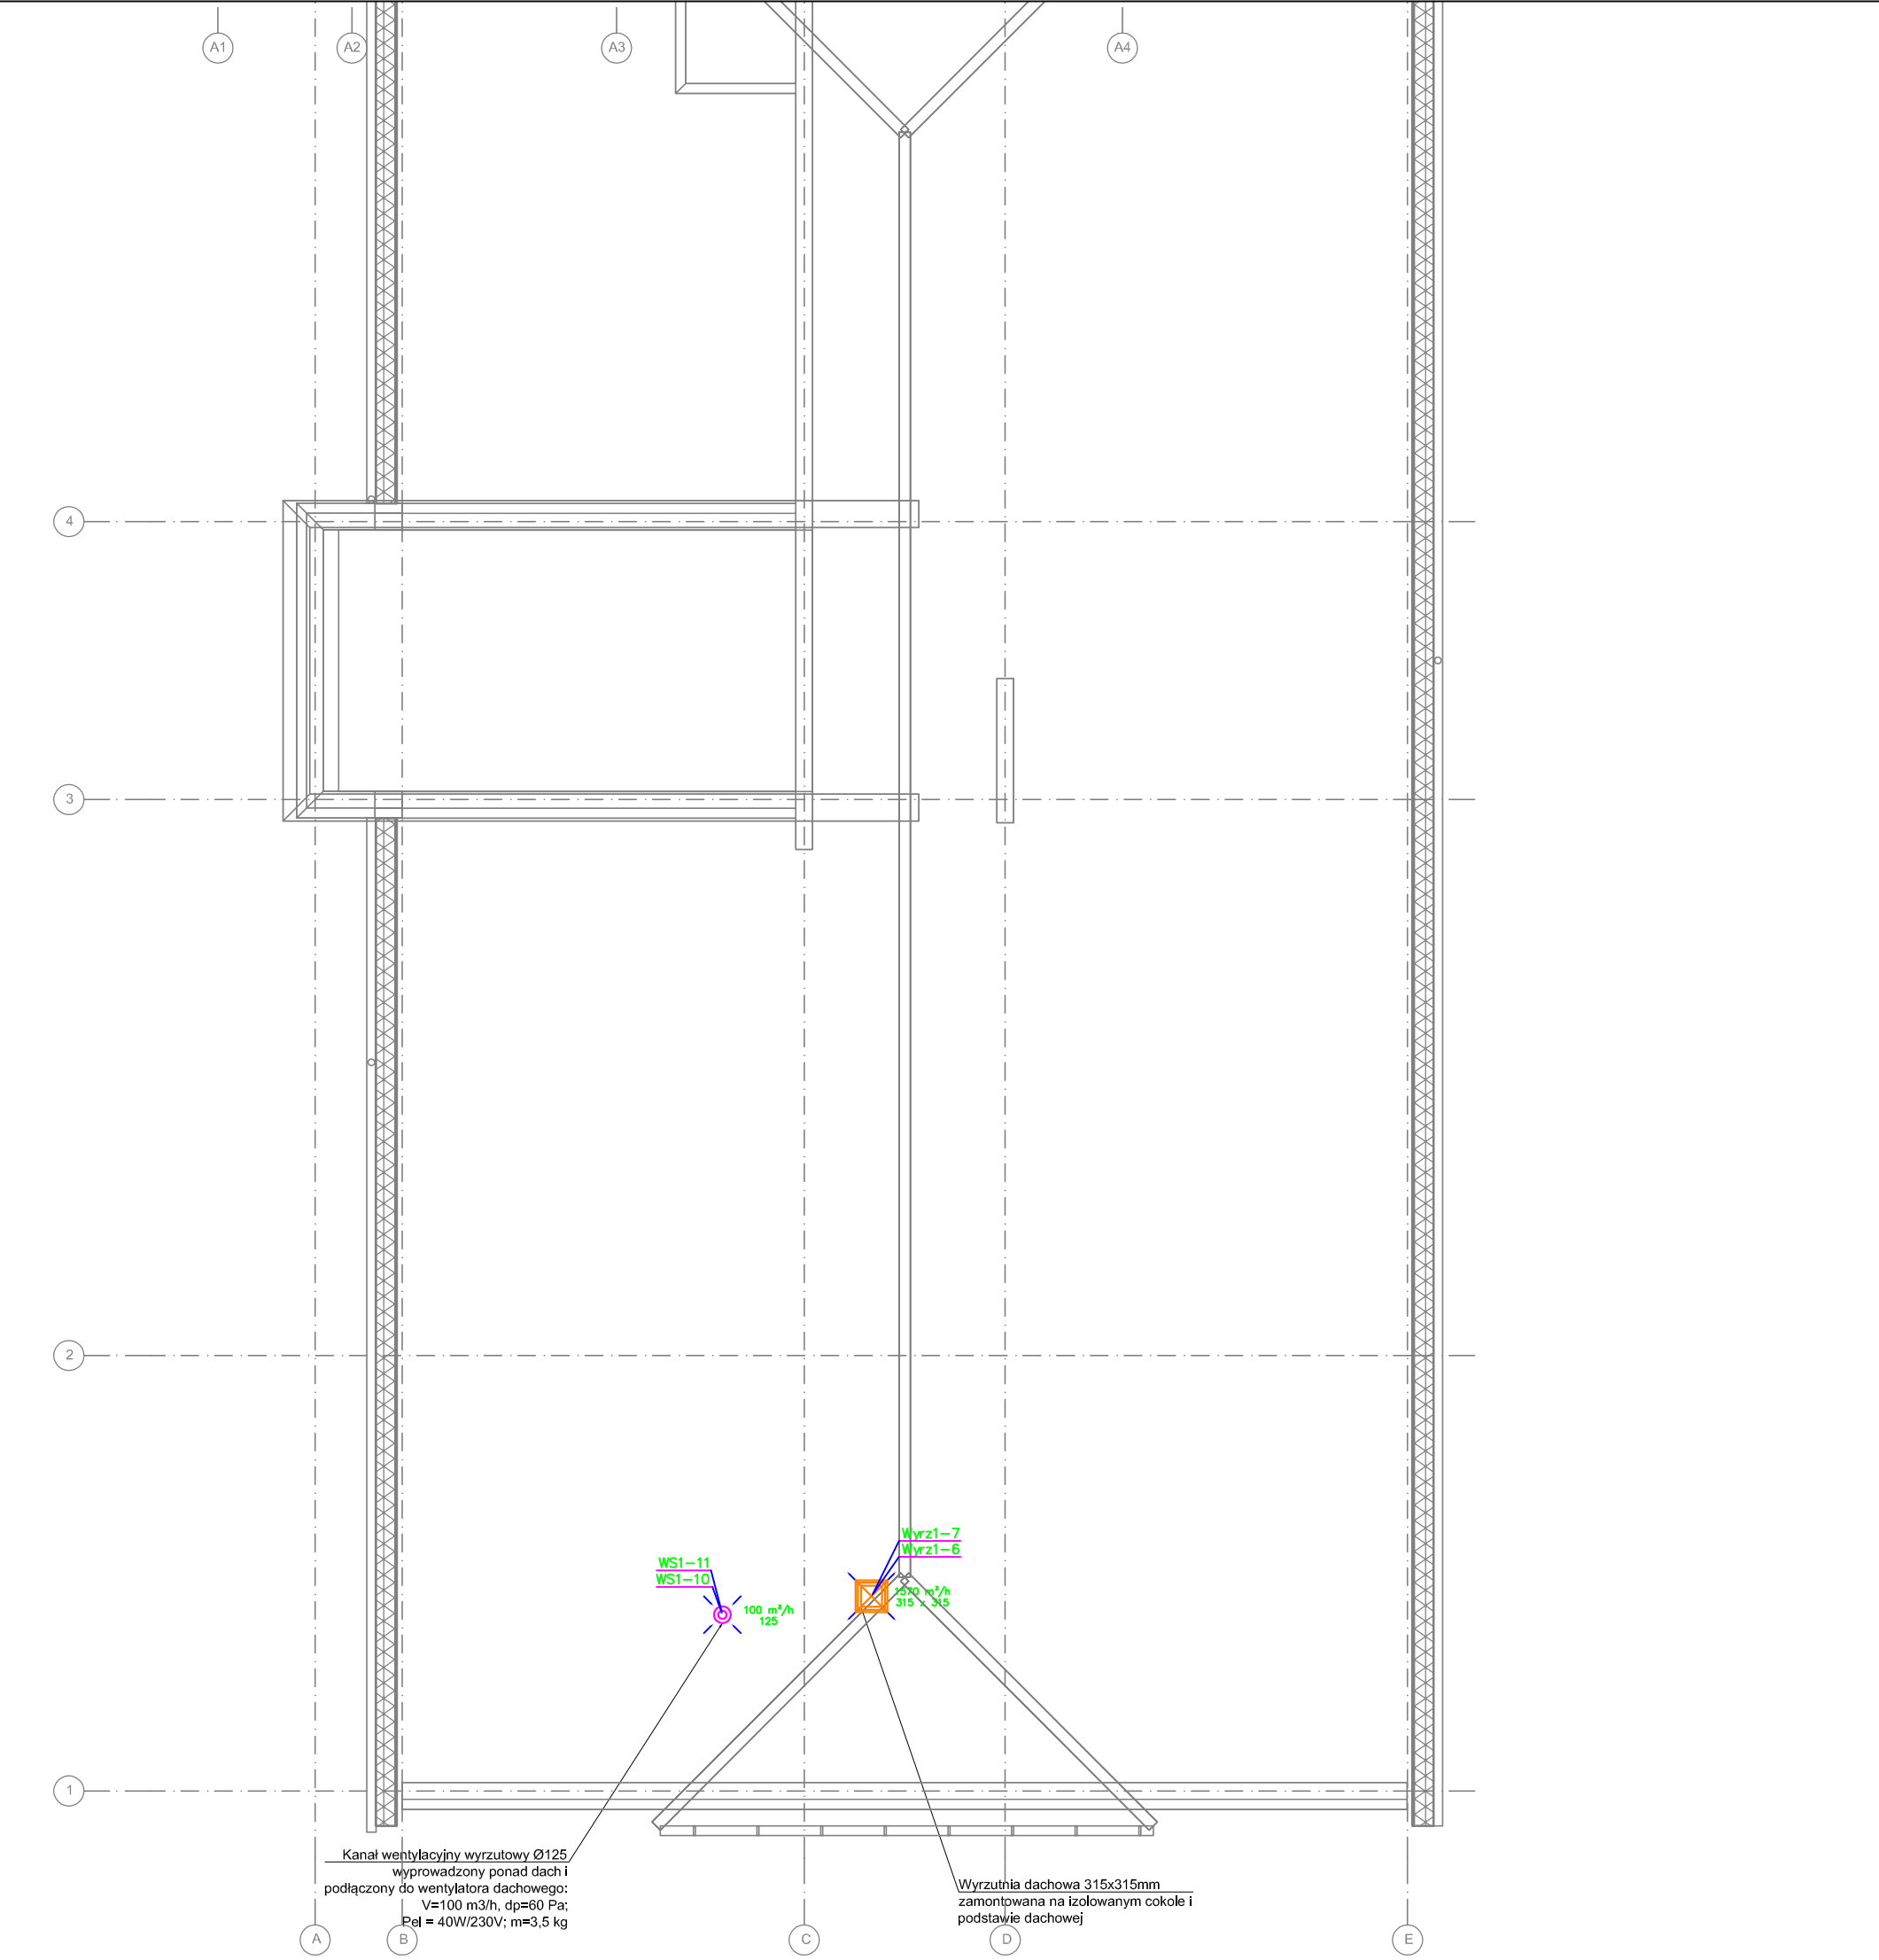 A1
A2
A3
A4
4
3
2
1
Wyrz1-7
Wyrz1-6
WS1-11
WS1-10
1570 m³/h
315 x 315
100 m³/h
125
Kanał wentylacyjny wyrzutowy Ø125
wyprowadzony ponad dach i
podłączony do wentylatora dachowego:
V=100 m3/h, dp=60 Pa;
Pel = 40W/230V; m=3,5 kg
Wyrzutnia dachowa 315x315mm
zamontowana na izolowanym cokole i
podstawie dachowej
A
B
C
D
E